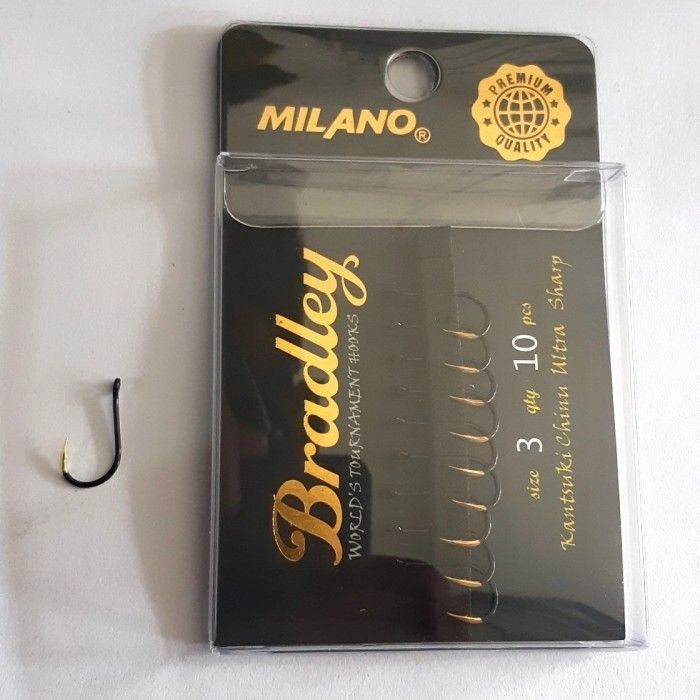 MILANO®
PREMIUM
QUALITY
Bradley
WORLD'S TOURNAMENT HOOKS
size 3 qty 10 pcs
Kantsuki Chinu Ultra Sharp